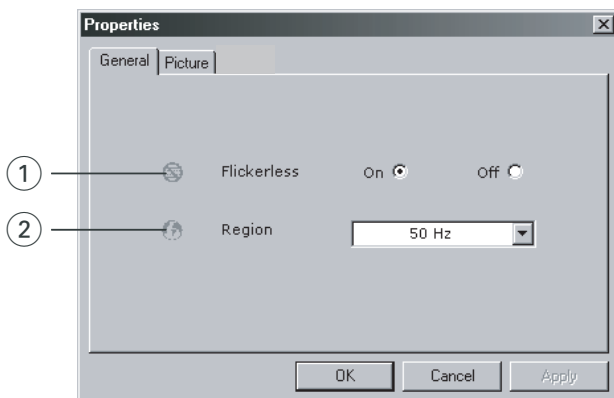 Properties
General Picture
1 Flickerless On Off
2 Region 50 Hz
OK Cancel Apply